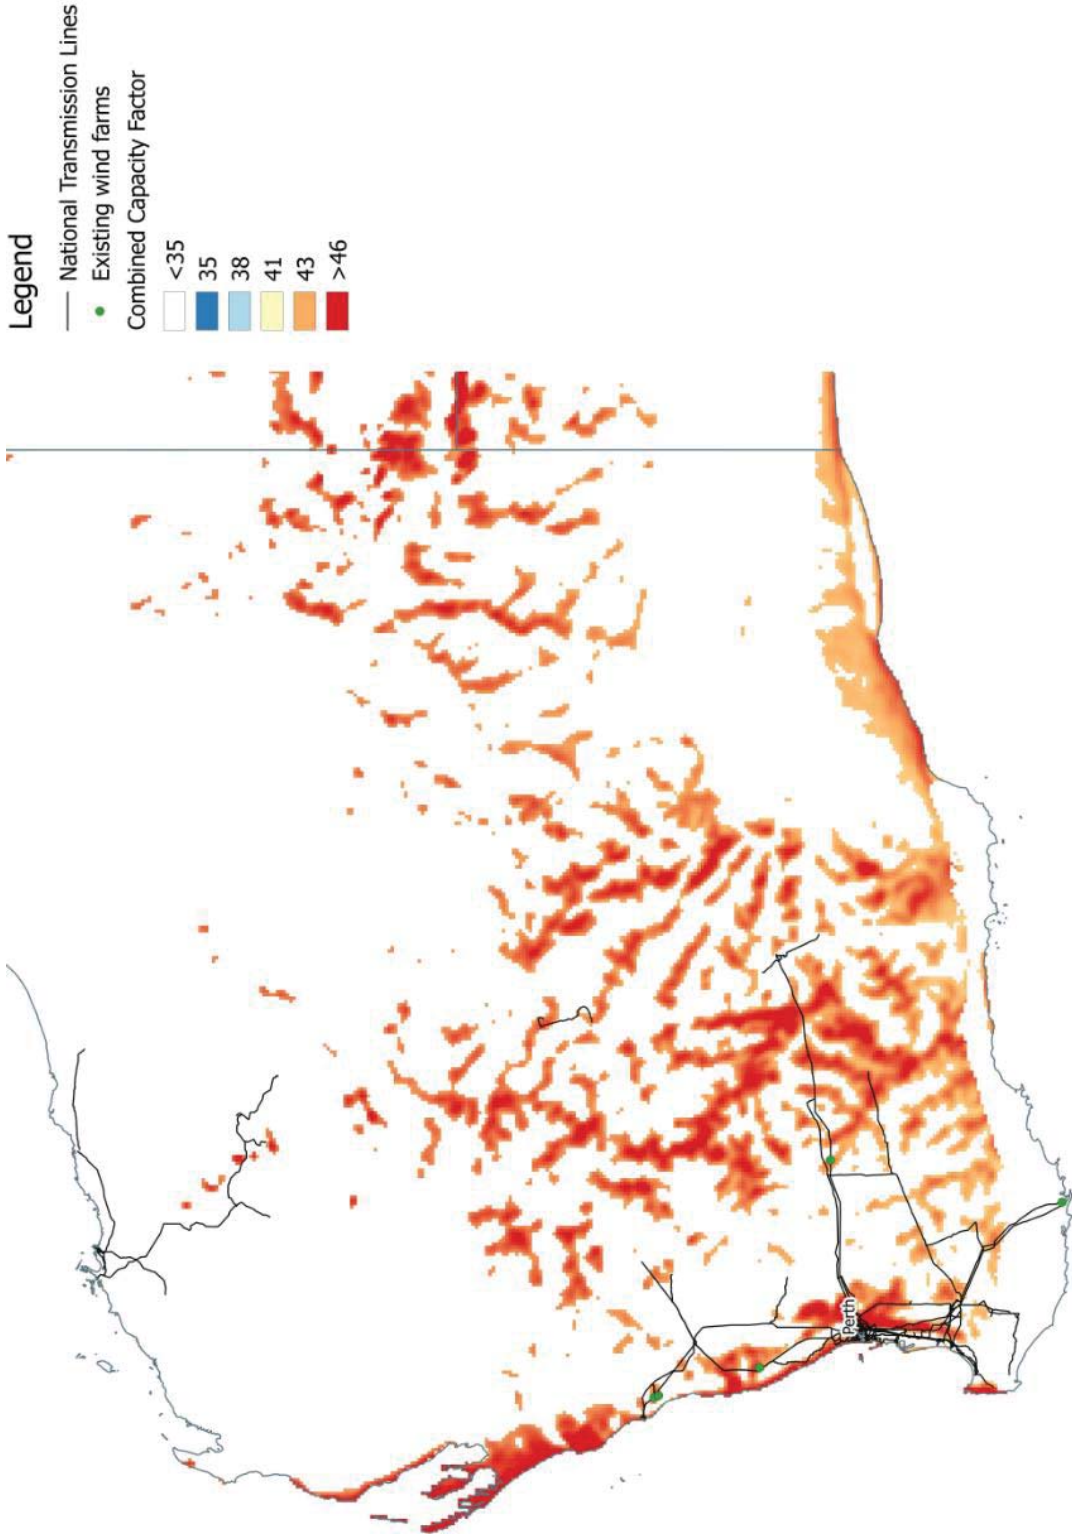 Legend
National Transmission Lines
Existing wind farms
Combined Capacity Factor
<35
35
38
41
43
>46
Perth